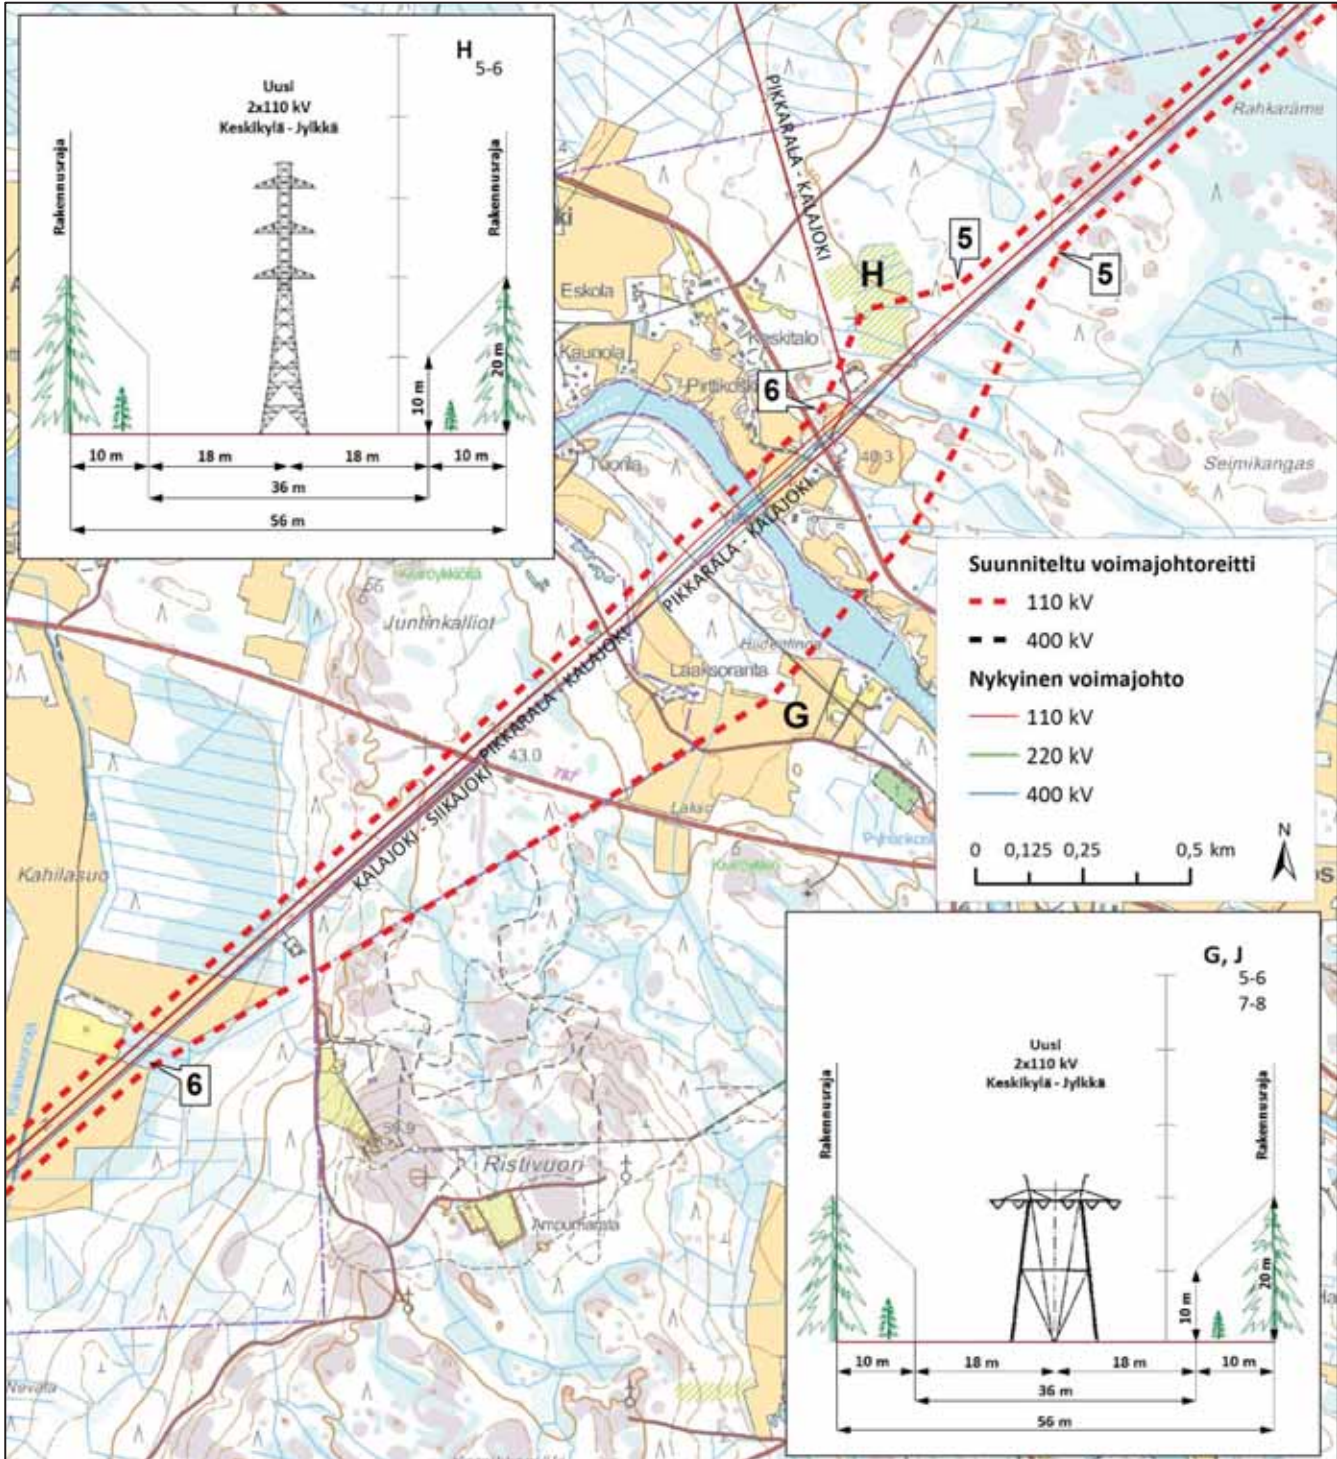 H
5-6
Uusi
2x110 kV
Keskikylä - Jylkkä
Rakennusraja
Rakennusraja
20 m
10 m
10 m
18 m
18 m
10 m
36 m
56 m
PIKKARALA - KALAJOKI
Rahkaräme
H
5
5
Eskola
Keskitalo
Kaunola
6
40.3
Seimikangas
Tuorila
PIKKARALA - KALAJOKI
Juntinkalliot
Laaksoranta
G
PIKKARALA - KALAJOKI
43.0
KALAJOKI - SIIKAJOKI
Kahilasuo
6
Ristivuori
Ampumarata
Suunniteltu voimajohtoreitti
110 kV
400 kV
Nykyinen voimajohto
110 kV
220 kV
400 kV
0 0,125 0,25 0,5 km
N
G, J
5-6
7-8
Uusi
2x110 kV
Keskikylä - Jylkkä
Rakennusraja
Rakennusraja
20 m
10 m
10 m
18 m
18 m
10 m
36 m
56 m